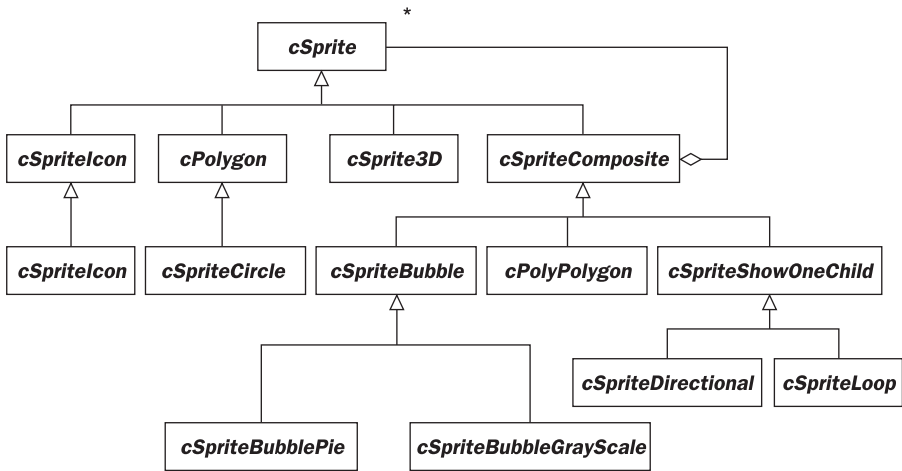 *
cSprite
cSpriteIcon
cPolygon
cSprite3D
cSpriteComposite
cSpriteIcon
cSpriteCircle
cSpriteBubble
cPolyPolygon
cSpriteShowOneChild
cSpriteDirectional
cSpriteLoop
cSpriteBubblePie
cSpriteBubbleGrayScale